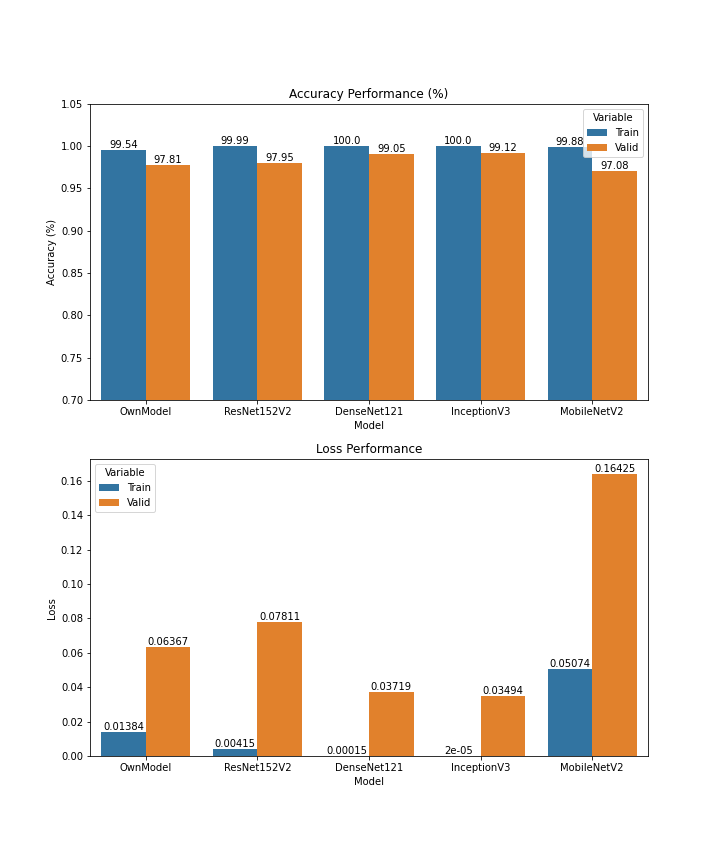 Accuracy Performance (%)
1.05
1.00
0.95
0.90
0.85
0.80
0.75
0.70
Accuracy (%)
99.54
97.81
99.99
97.95
100.0
99.05
100.0
99.12
99.88
97.08
Variable
Train
Valid
OwnModel
ResNet152V2
DenseNet121
InceptionV3
MobileNetV2
Model
Loss Performance
0.16
0.14
0.12
0.10
0.08
0.06
0.04
0.02
0.00
Loss
Variable
Train
Valid
0.01384
0.06367
0.00415
0.07811
0.00015
0.03719
2e-05
0.03494
0.05074
0.16425
OwnModel
ResNet152V2
DenseNet121
InceptionV3
MobileNetV2
Model